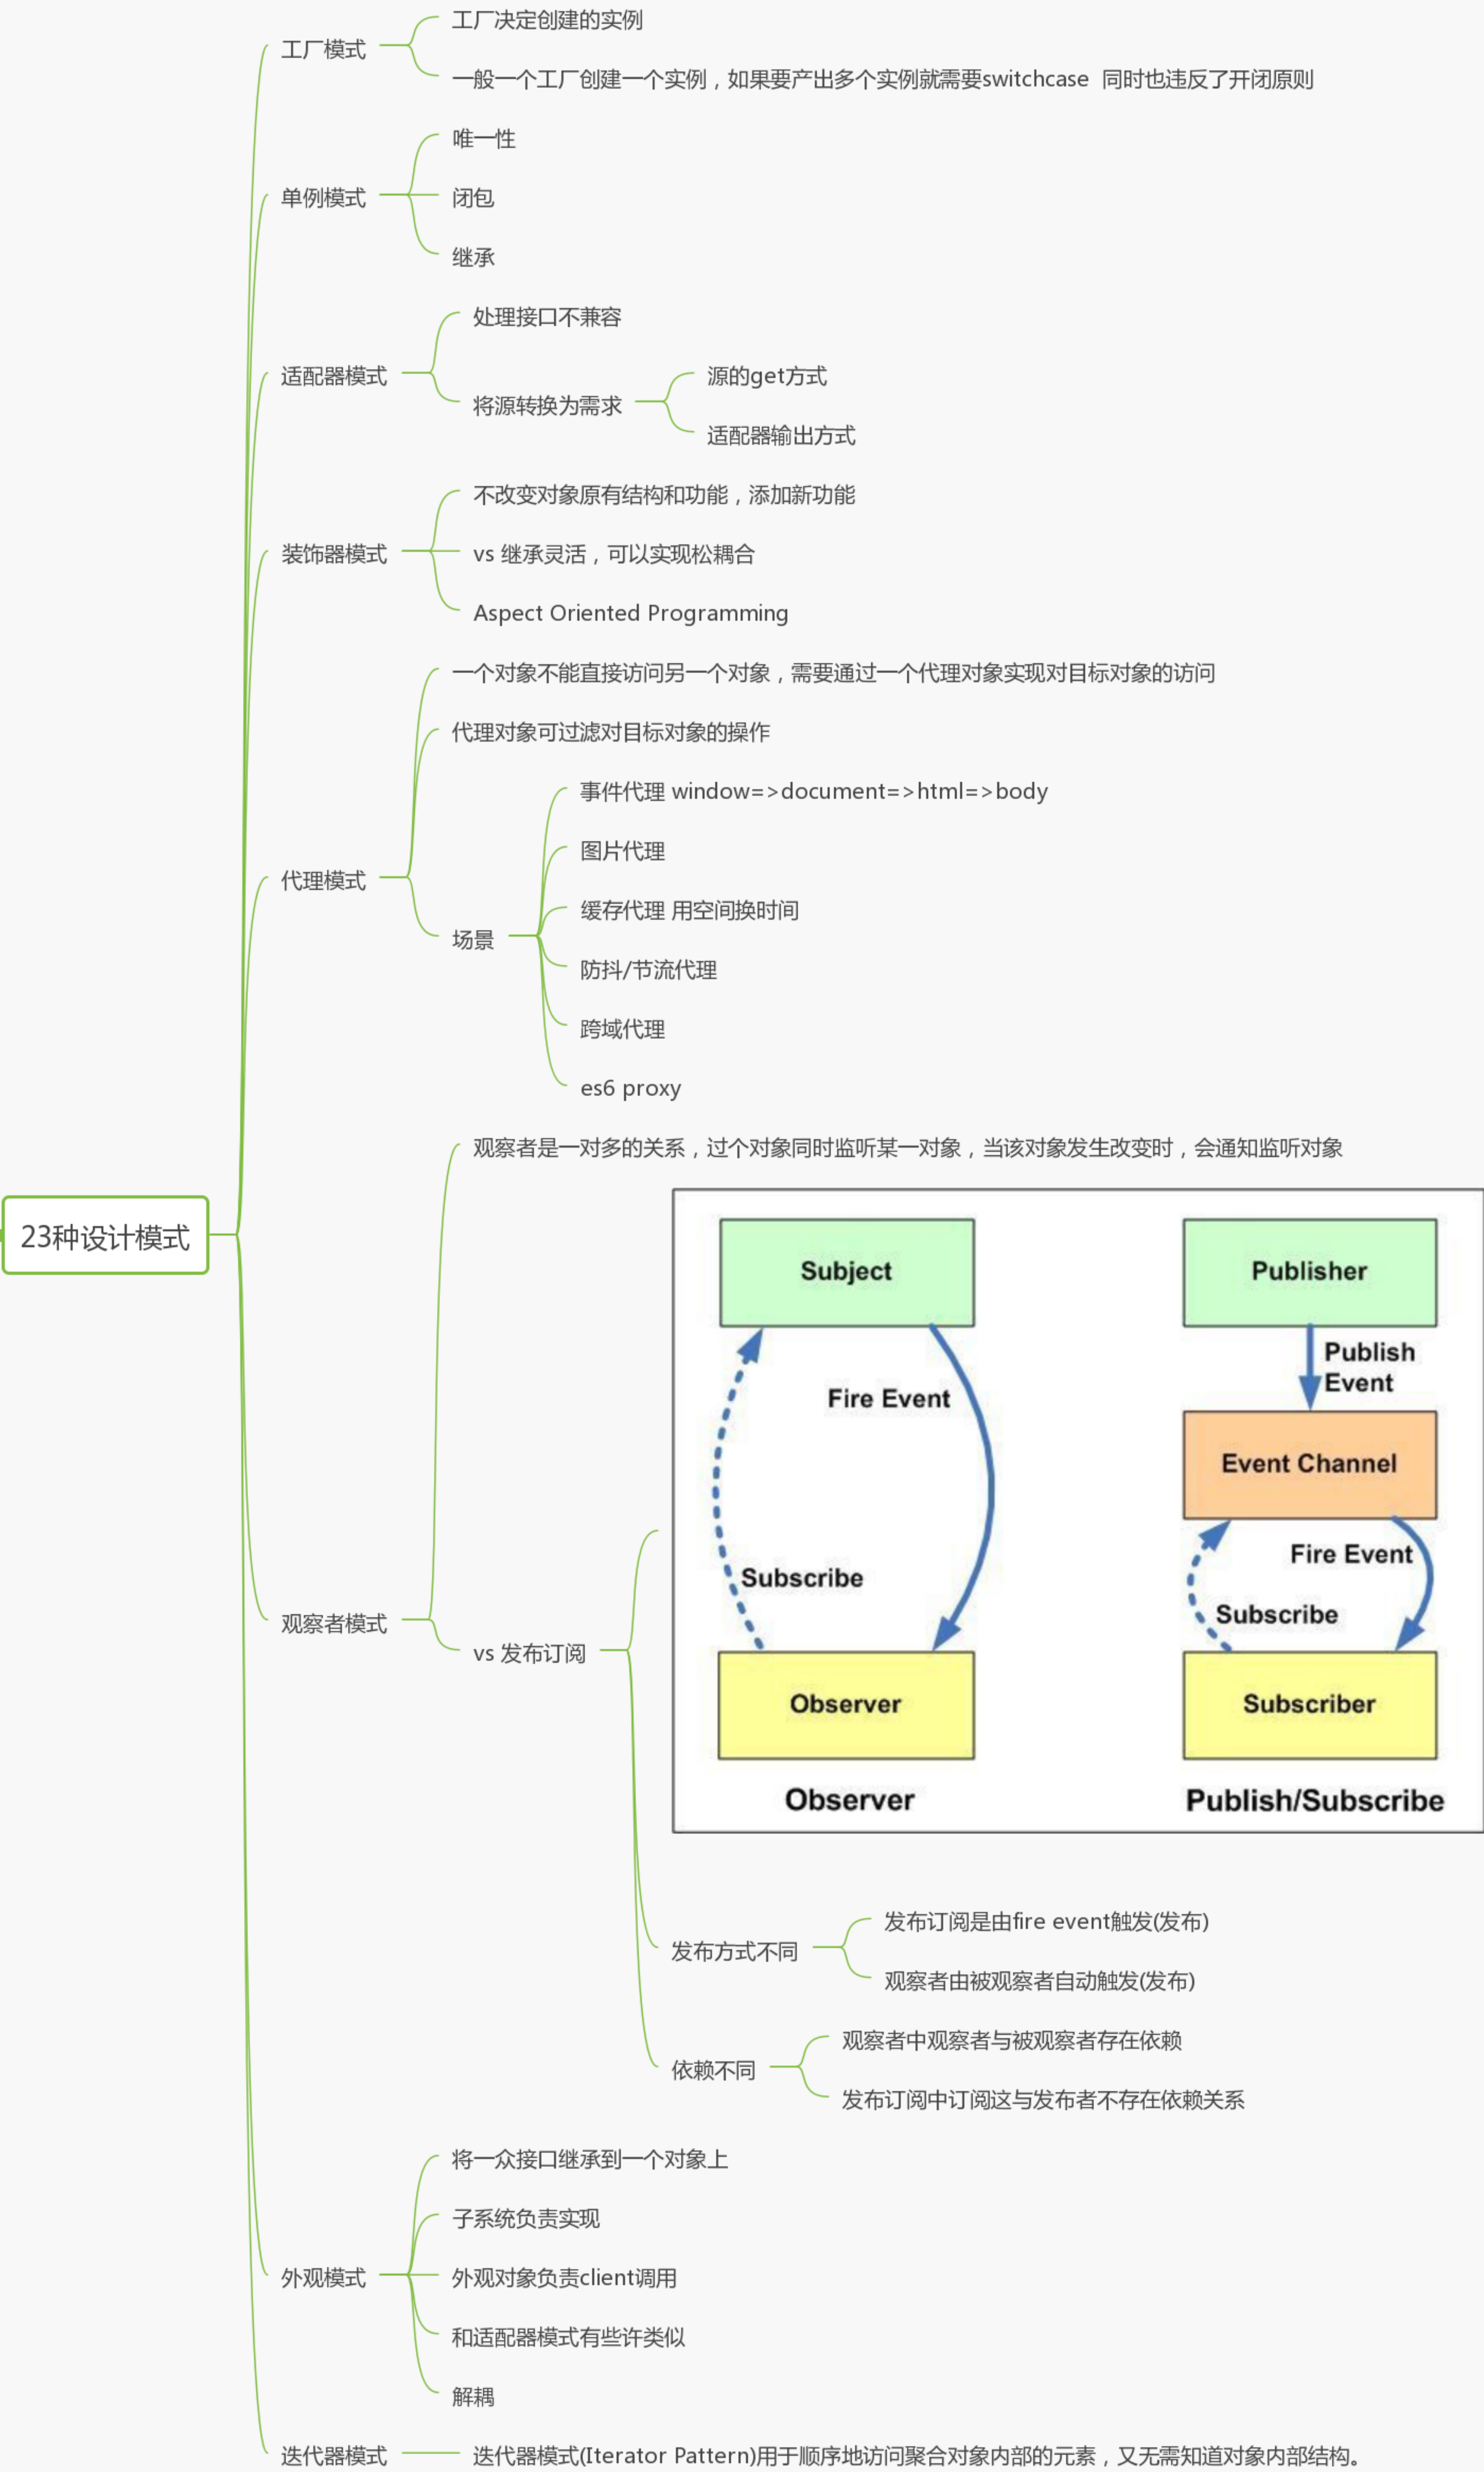 23种设计模式
工厂模式
工厂决定创建的实例
一般一个工厂创建一个实例，如果要产出多个实例就需要switchcase 同时也违反了开闭原则
单例模式
唯一性
闭包
继承
适配器模式
处理接口不兼容
将源转换为需求
源的get方式
适配器输出方式
装饰器模式
不改变对象原有结构和功能，添加新功能
vs 继承灵活，可以实现松耦合
Aspect Oriented Programming
代理模式
一个对象不能直接访问另一个对象，需要通过一个代理对象实现对目标对象的访问
代理对象可过滤对目标对象的操作
场景
事件代理 window=>document=>html=>body
图片代理
缓存代理 用空间换时间
防抖/节流代理
跨域代理
es6 proxy
观察者模式
观察者是一对多的关系，过个对象同时监听某一对象，当该对象发生改变时，会通知监听对象
vs 发布订阅
Subject
Fire Event
Subscribe
Observer
Observer
Publisher
Publish
Event
Event Channel
Fire Event
Subscribe
Subscriber
Publish/Subscribe
发布方式不同
发布订阅是由fire event触发(发布)
观察者由被观察者自动触发(发布)
依赖不同
观察者中观察者与被观察者存在依赖
发布订阅中订阅这与发布者不存在依赖关系
外观模式
将一众接口继承到一个对象上
子系统负责实现
外观对象负责client调用
和适配器模式有些许类似
解耦
迭代器模式
迭代器模式(Iterator Pattern)用于顺序地访问聚合对象内部的元素，又无需知道对象内部结构。